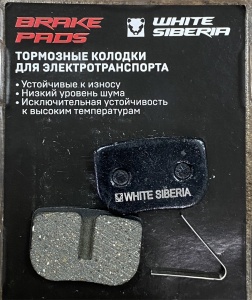 BRAKE PADS
WHITE SIBERIA
ТОРМОЗНЫЕ КОЛОДКИ
ДЛЯ ЭЛЕКТРОТРАНСПОРТА
• Устойчивые к износу
• Низкий уровень шума
• Исключительная устойчивость
к высоким температурам
WHITE SIBERIA